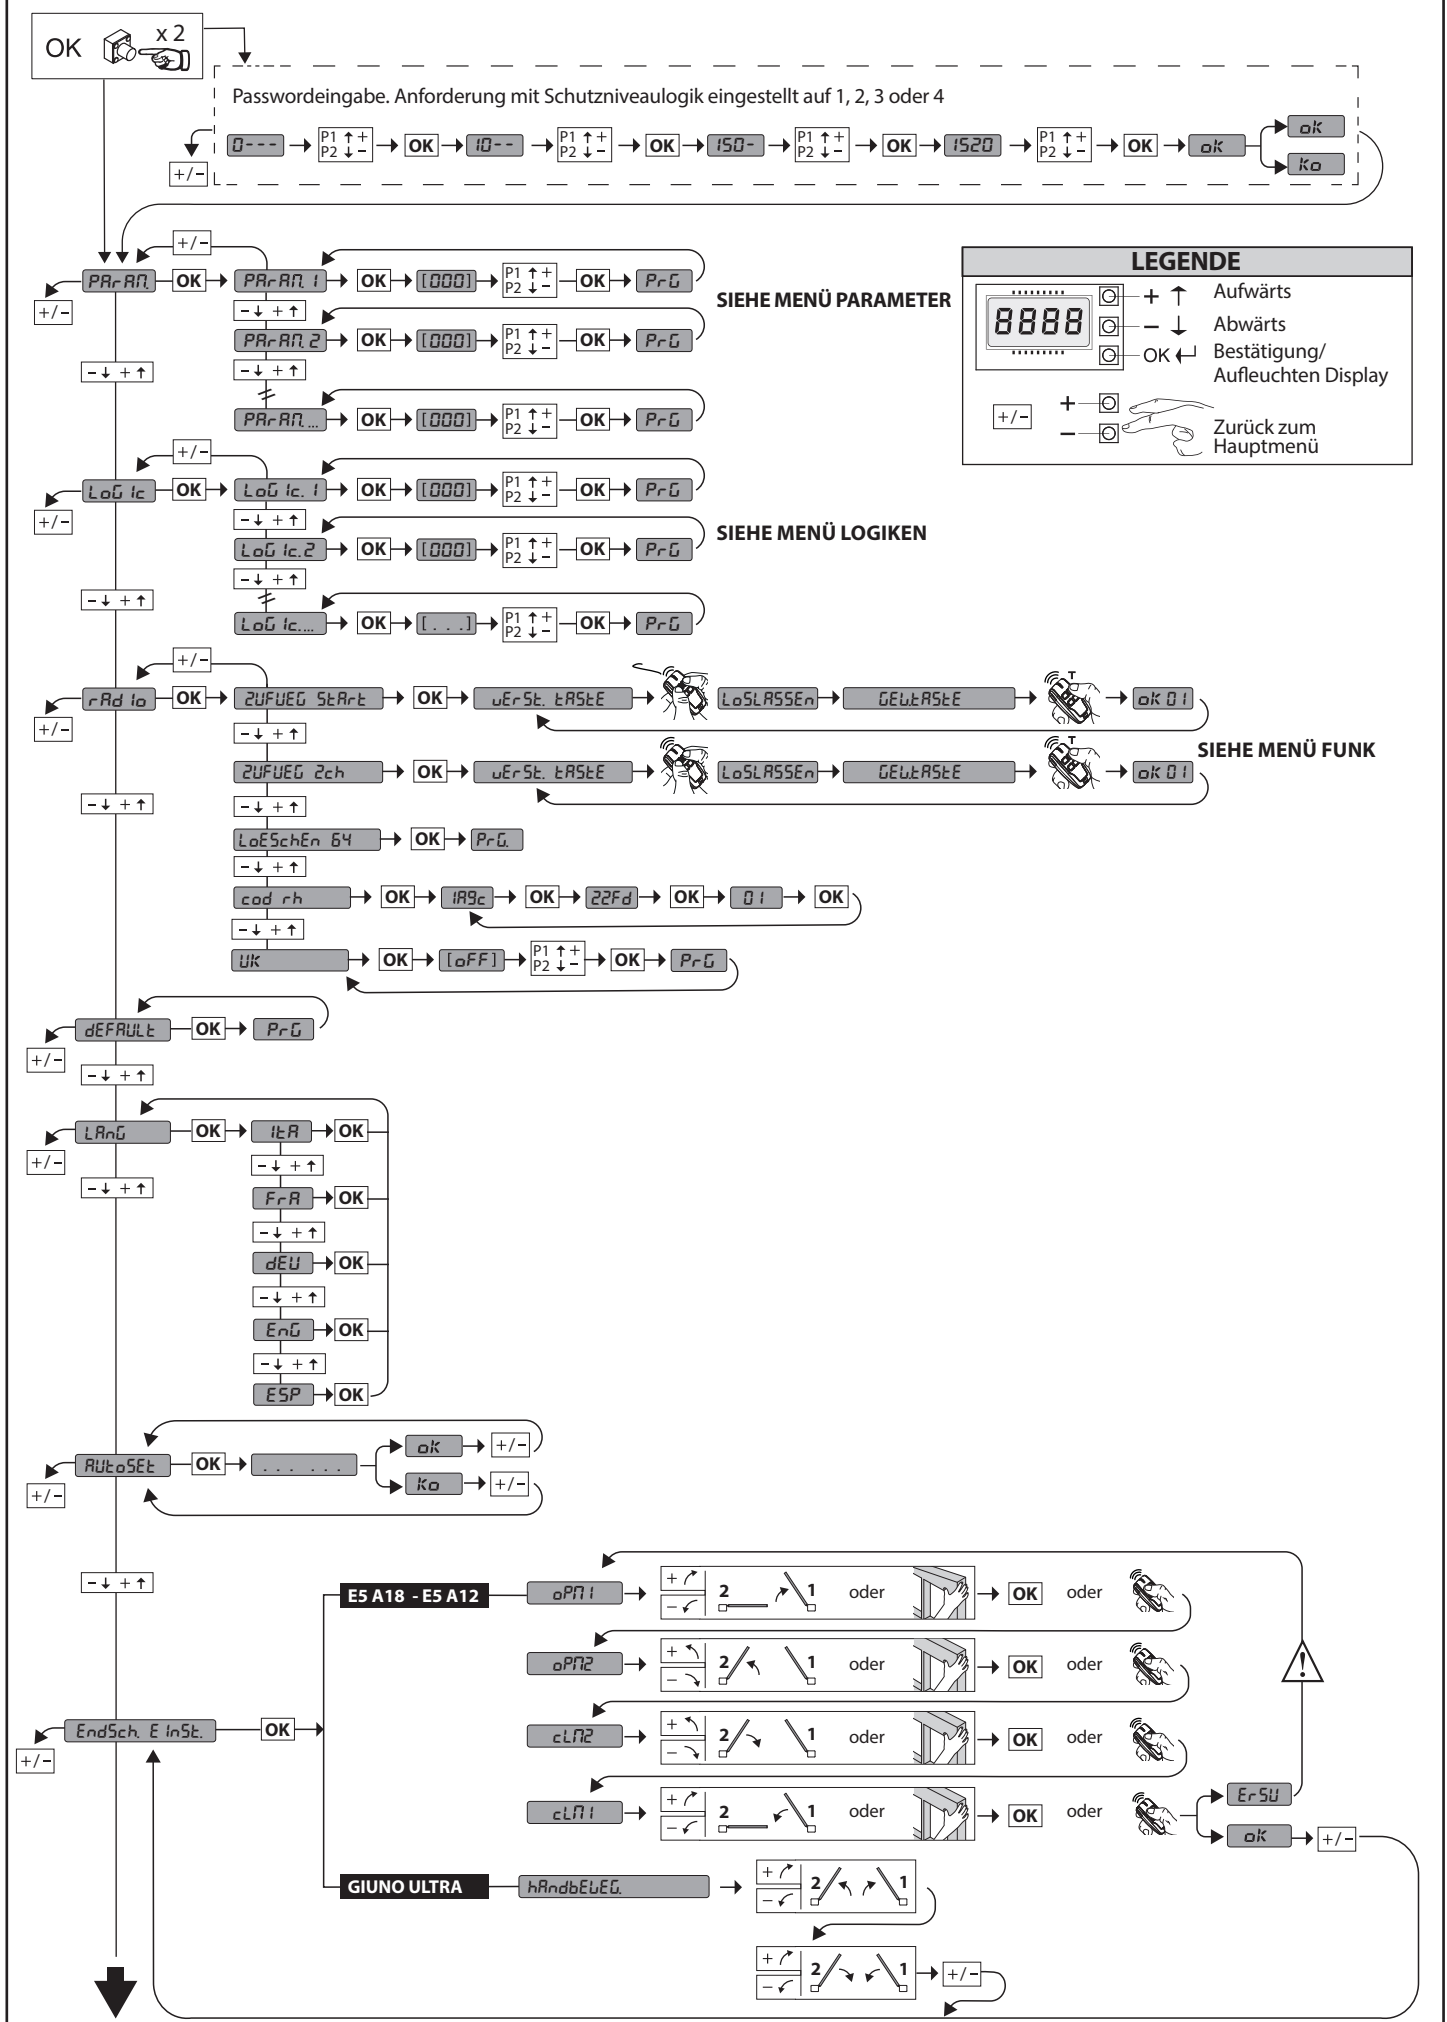 OK x 2
Passwordeingabe. Anforderung mit Schutzniveaulogik eingestellt auf 1, 2, 3 oder 4
0--- P1 ↑ + P2 ↓ − OK 10-- P1 ↑ + P2 ↓ − OK 150- P1 ↑ + P2 ↓ − OK 1520 P1 ↑ + P2 ↓ − OK oK oK
Ko
+/−
+/−
PArAM. OK PArAM. 1 OK [000] P1 ↑ + P2 ↓ − OK PrG
+/−
− ↓ + ↑
PArAM. 2 OK [000] P1 ↑ + P2 ↓ − OK PrG
− ↓ + ↑
− ↓ + ↑
PArAM. ... OK [000] P1 ↑ + P2 ↓ − OK PrG
SIEHE MENÜ PARAMETER
LEGENDE
8888
+ ↑ Aufwärts
− ↓ Abwärts
OK Bestätigung/
Aufleuchten Display
+/− + −
Zurück zum
Hauptmenü
+/−
LoGIc OK LoGIc. 1 OK [000] P1 ↑ + P2 ↓ − OK PrG
+/−
− ↓ + ↑
LoGIc.2 OK [000] P1 ↑ + P2 ↓ − OK PrG
− ↓ + ↑
− ↓ + ↑
LoGIc.... OK [ . . .] P1 ↑ + P2 ↓ − OK PrG
SIEHE MENÜ LOGIKEN
+/−
rAdIo OK ZUFUEG StArt OK vErSt. tAStE LoSLASSEn GEW.tAStE T oK 01
+/−
− ↓ + ↑
ZUFUEG 2ch OK vErSt. tAStE LoSLASSEn GEW.tAStE T oK 01
SIEHE MENÜ FUNK
− ↓ + ↑
− ↓ + ↑
LoESchEn 64 OK PrG.
− ↓ + ↑
cod rh OK 1A9c OK 22Fd OK 01 OK
− ↓ + ↑
UK OK [oFF] P1 ↑ + P2 ↓ − OK PrG
dEFAULt OK PrG
+/−
− ↓ + ↑
LAnG OK ItA OK
+/−
− ↓ + ↑
− ↓ + ↑
FrA OK
− ↓ + ↑
dEU OK
− ↓ + ↑
EnG OK
− ↓ + ↑
ESP OK
AUtoSEt OK . . . . . . oK +/−
Ko +/−
+/−
− ↓ + ↑
E5 A18 - E5 A12 oPM1 + − 2 1 oder OK oder
oPM2 + − 2 1 oder OK oder
EndSch. EInSt. OK
+/−
cLM2 + − 2 1 oder OK oder
cLM1 + − 2 1 oder OK oder
!
Er5U
oK +/−
GIUNO ULTRA hAndbEWEG. + − 2 1
+ − 2 1 +/−